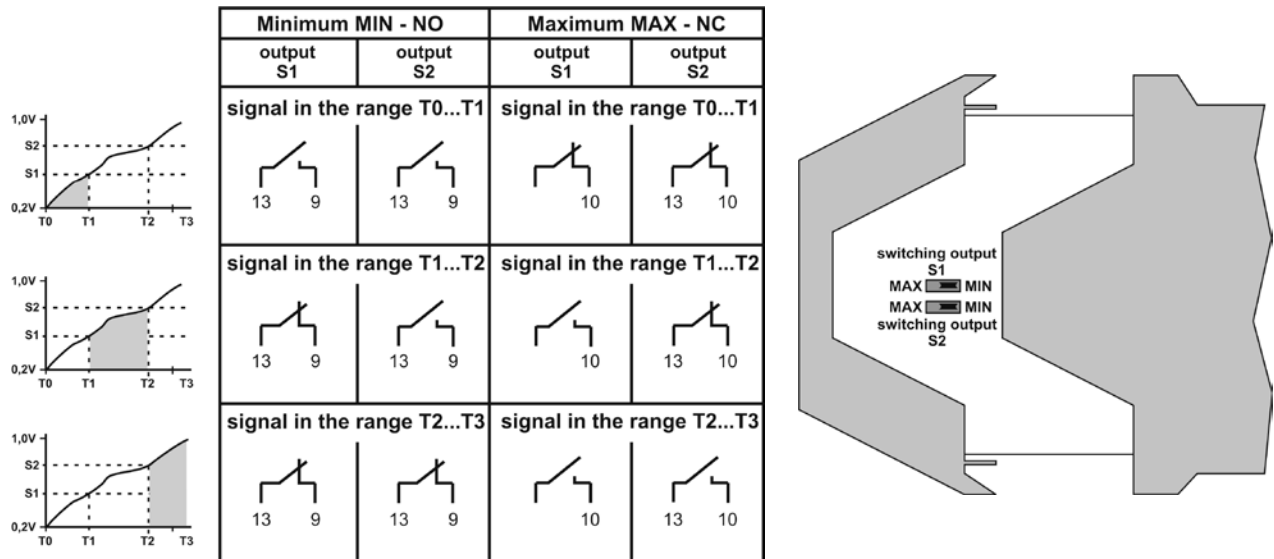 Minimum MIN - NO
Maximum MAX - NC
output S1
output S2
output S1
output S2
1,0V
S2
S1
0,2V
T0 T1 T2 T3
signal in the range T0...T1
signal in the range T0...T1
13 9
13 9
10
13 10
1,0V
S2
S1
0,2V
T0 T1 T2 T3
signal in the range T1...T2
signal in the range T1...T2
13 9
13 9
10
13 10
1,0V
S2
S1
0,2V
T0 T1 T2 T3
signal in the range T2...T3
signal in the range T2...T3
13 9
13 9
10
13 10
switching output
S1
MAX MIN
MAX MIN
switching output
S2